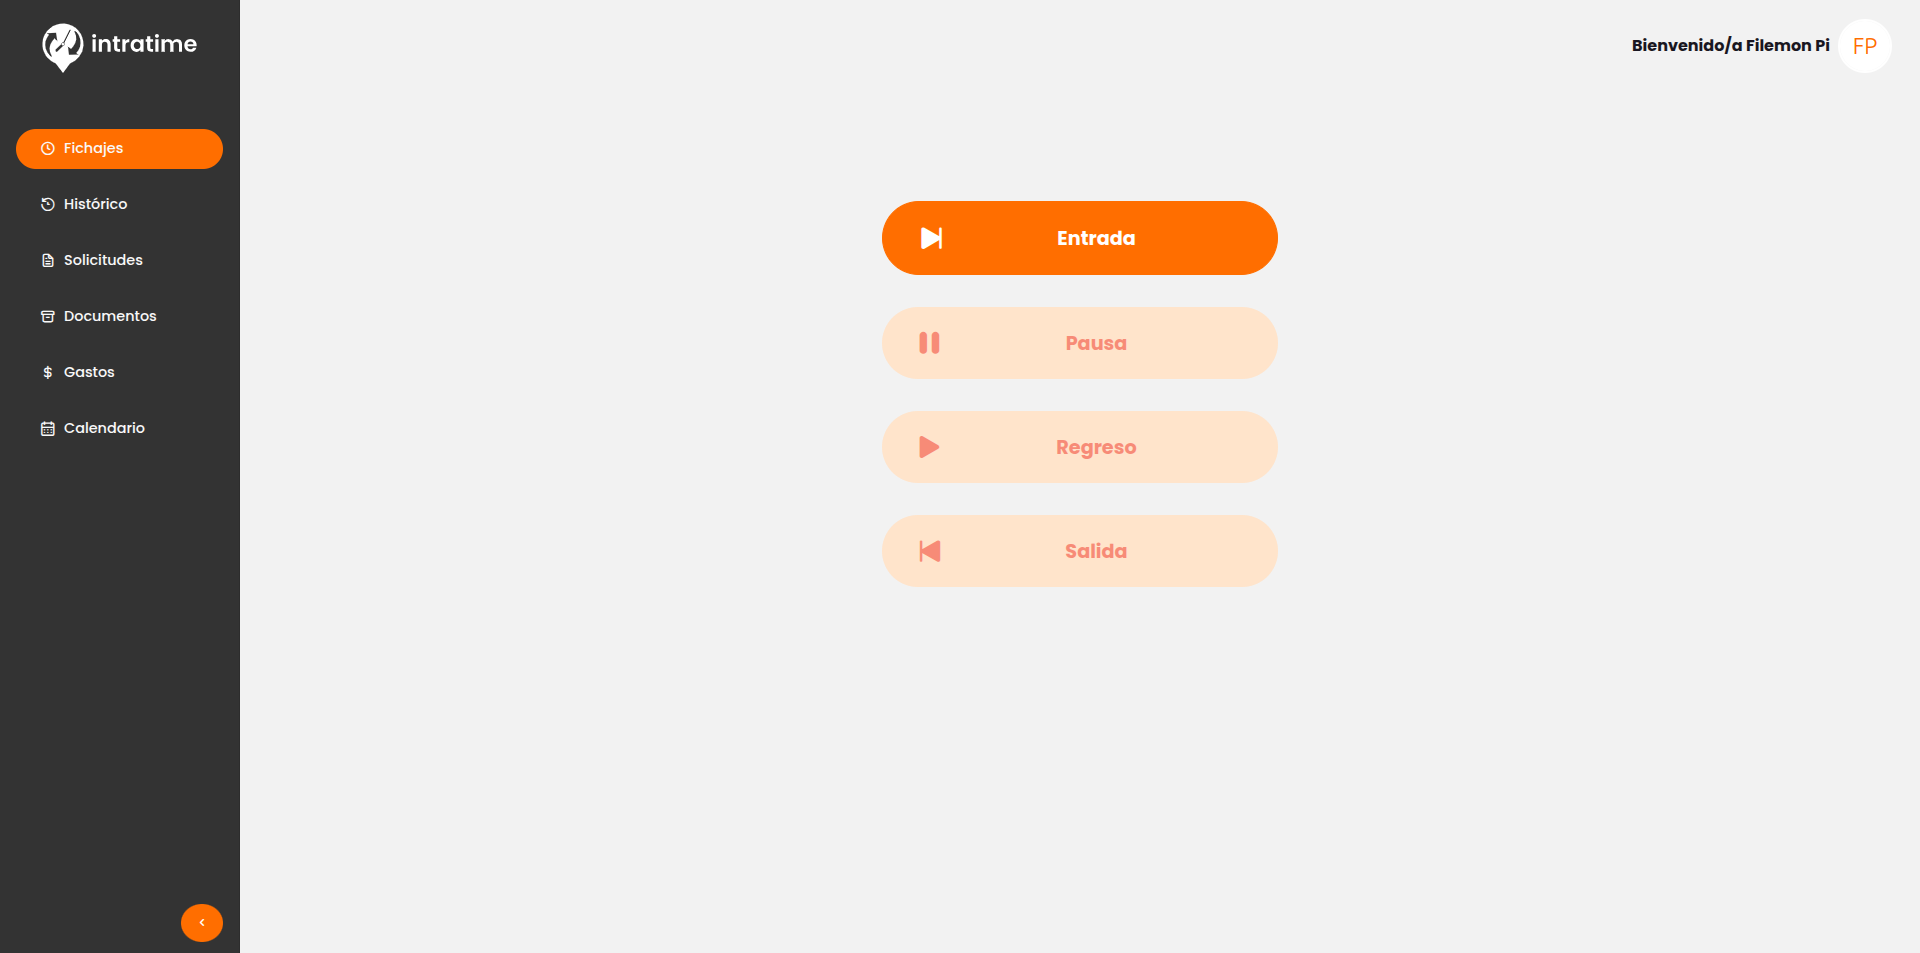 intratime
Bienvenido/a Filemon Pi
FP
Fichajes
Histórico
Solicitudes
Documentos
Gastos
Calendario
Entrada
Pausa
Regreso
Salida